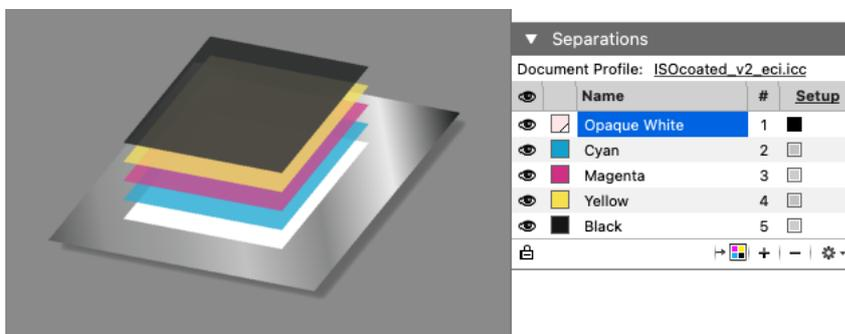 ▼ Separations
Document Profile: ISOcoated_v2_eci.icc
Name # Setup
Opaque White 1
Cyan 2
Magenta 3
Yellow 4
Black 5